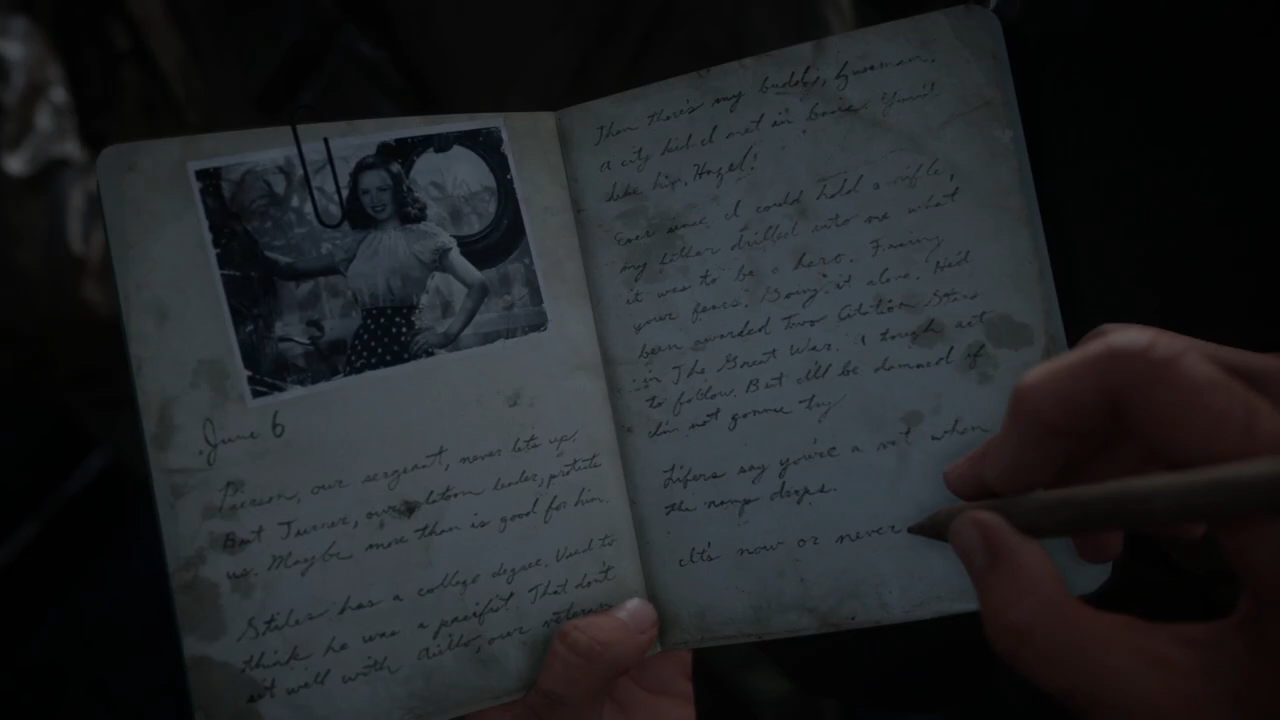 June 6
Pierson, our sergeant, never lets up.
But Turner, our platoon leader, protects
us. Maybe more than is good for him.
Stiles has a college degree. Used to
think he was a pacifist. That don't
sit well with Aiello, our veteran
Then there's my buddy, Zussman.
A city kid I met in basic. You'd
like him, Hazel!
Ever since I could hold a rifle,
my father drilled into me what
it was to be a hero. Facing
your fears. Going it alone. He'd
been awarded two Citation Stars
in The Great War. A tough act
to follow. But I'll be damned if
I'm not gonna try
Lifers say you're a vet when
the ramp drops.
It's now or never